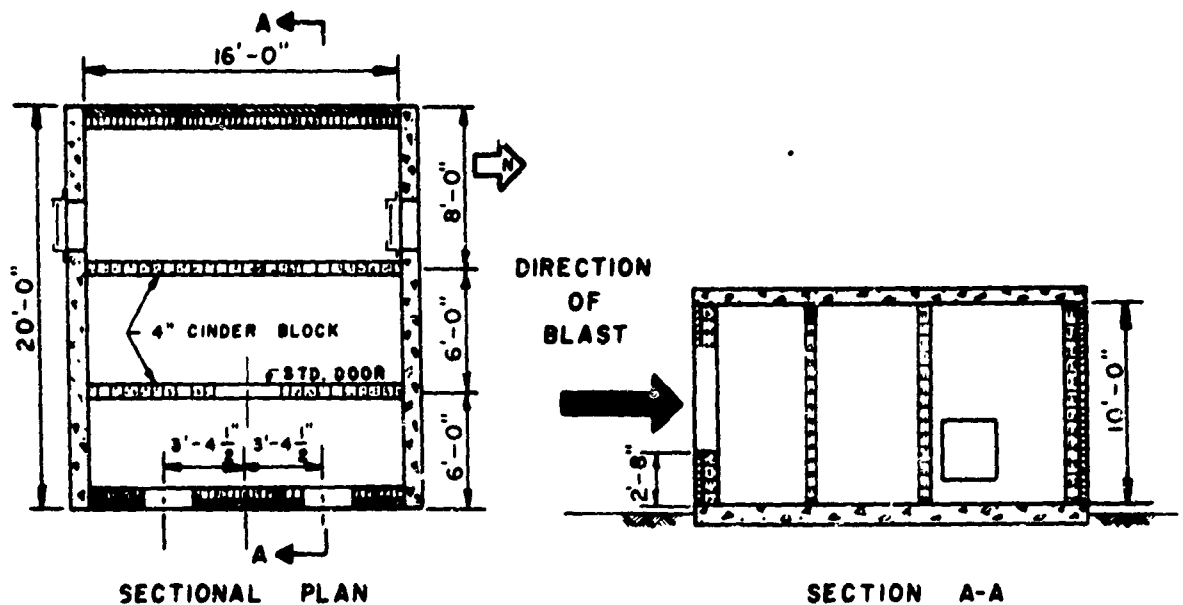 A
16'-0"
N
8'-0"
20'-0"
4" CINDER BLOCK
6'-0"
STD. DOOR
3'-4 1/2" 3'-4 1/2"
6'-0"
A
SECTIONAL PLAN
DIRECTION
OF
BLAST
10'-0"
2'-8"
SECTION A-A